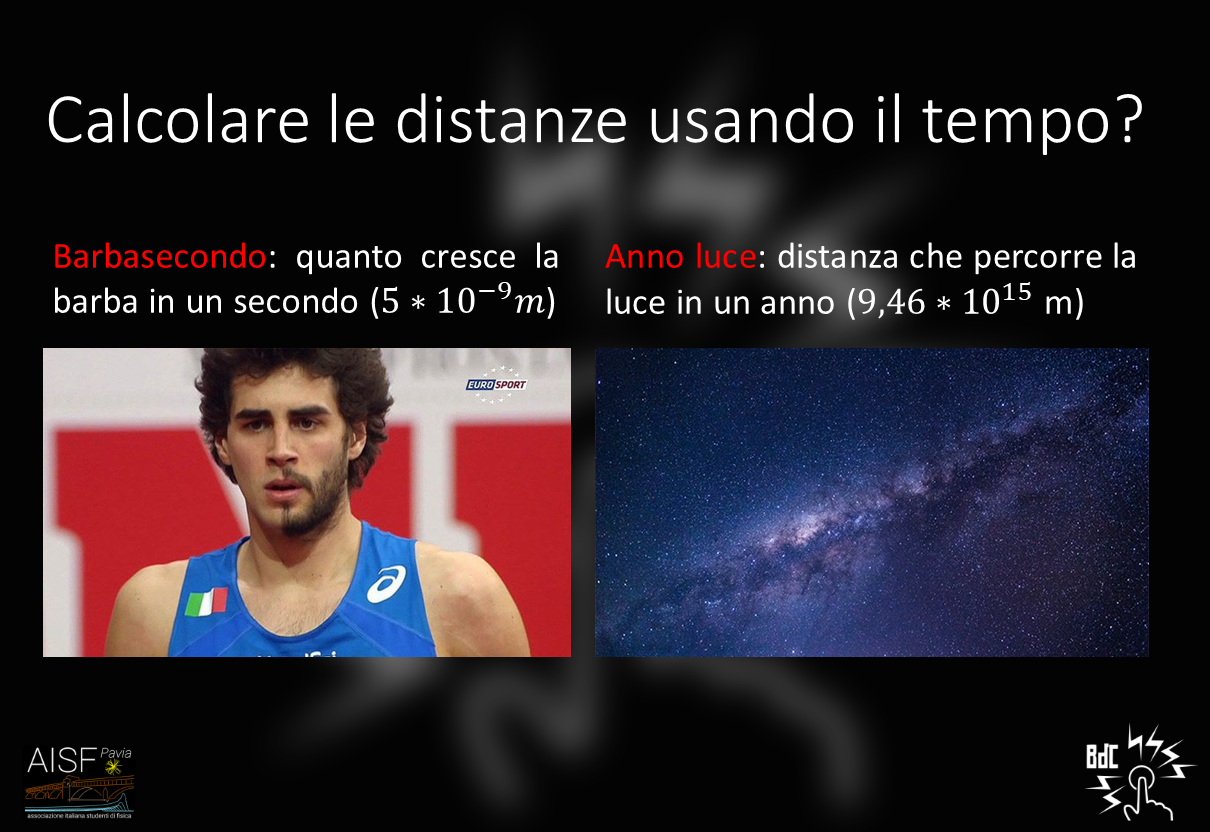 Calcolare le distanze usando il tempo?
Barbasecondo: quanto cresce la
barba in un secondo (5 ∗ 10⁻⁹m)
Anno luce: distanza che percorre la
luce in un anno (9,46 ∗ 10¹⁵ m)
EUROSPORT
AISF Pavia
associazione italiana studenti di fisica
BdC